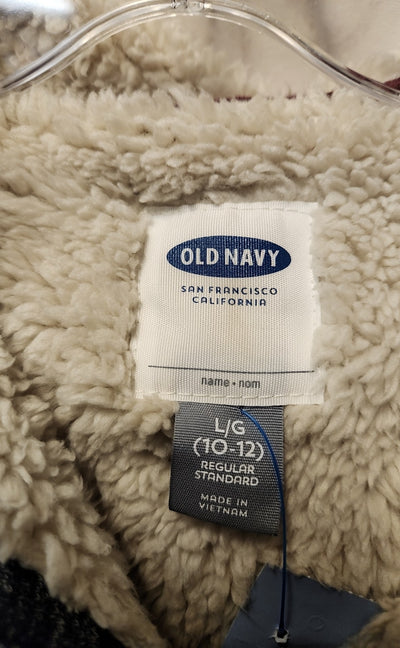 OLD NAVY
SAN FRANCISCO
CALIFORNIA
name • nom
L/G
(10-12)
REGULAR
STANDARD
MADE IN
VIETNAM